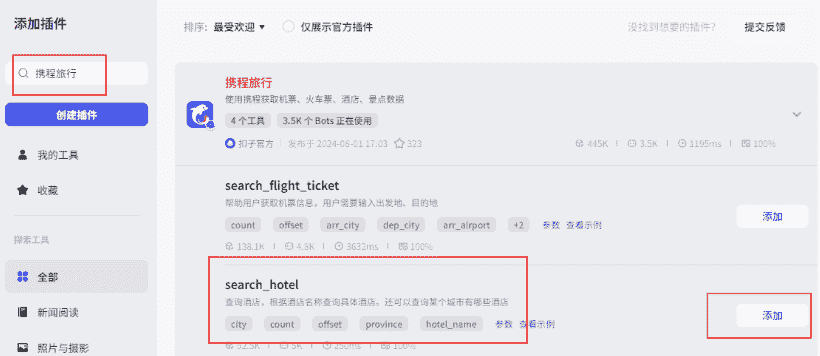 添加插件
携程旅行
创建插件
我的工具
收藏
探索工具
全部
新闻阅读
照片与摄影
排序: 最受欢迎 仅展示官方插件 没找到想要的插件? 提交反馈
携程旅行
使用携程获取机票、火车票、酒店、景点数据
4 个工具 3.5K 个 Bots 正在使用
扣子官方 发布于 2024-06-01 17:03 323 445K 3.5K 1195ms 100%
search_flight_ticket
帮助用户获取机票信息。用户需要输入出发地、目的地
count offset arr_city dep_city arr_airport +2 参数 查看示例
添加
138.1K 4.8K 3632ms 100%
search_hotel
查询酒店。根据酒店名称查询具体酒店。还可以查询某个城市有哪些酒店
city count offset province hotel_name 参数 查看示例
添加
52.5K 5K 250ms 100%